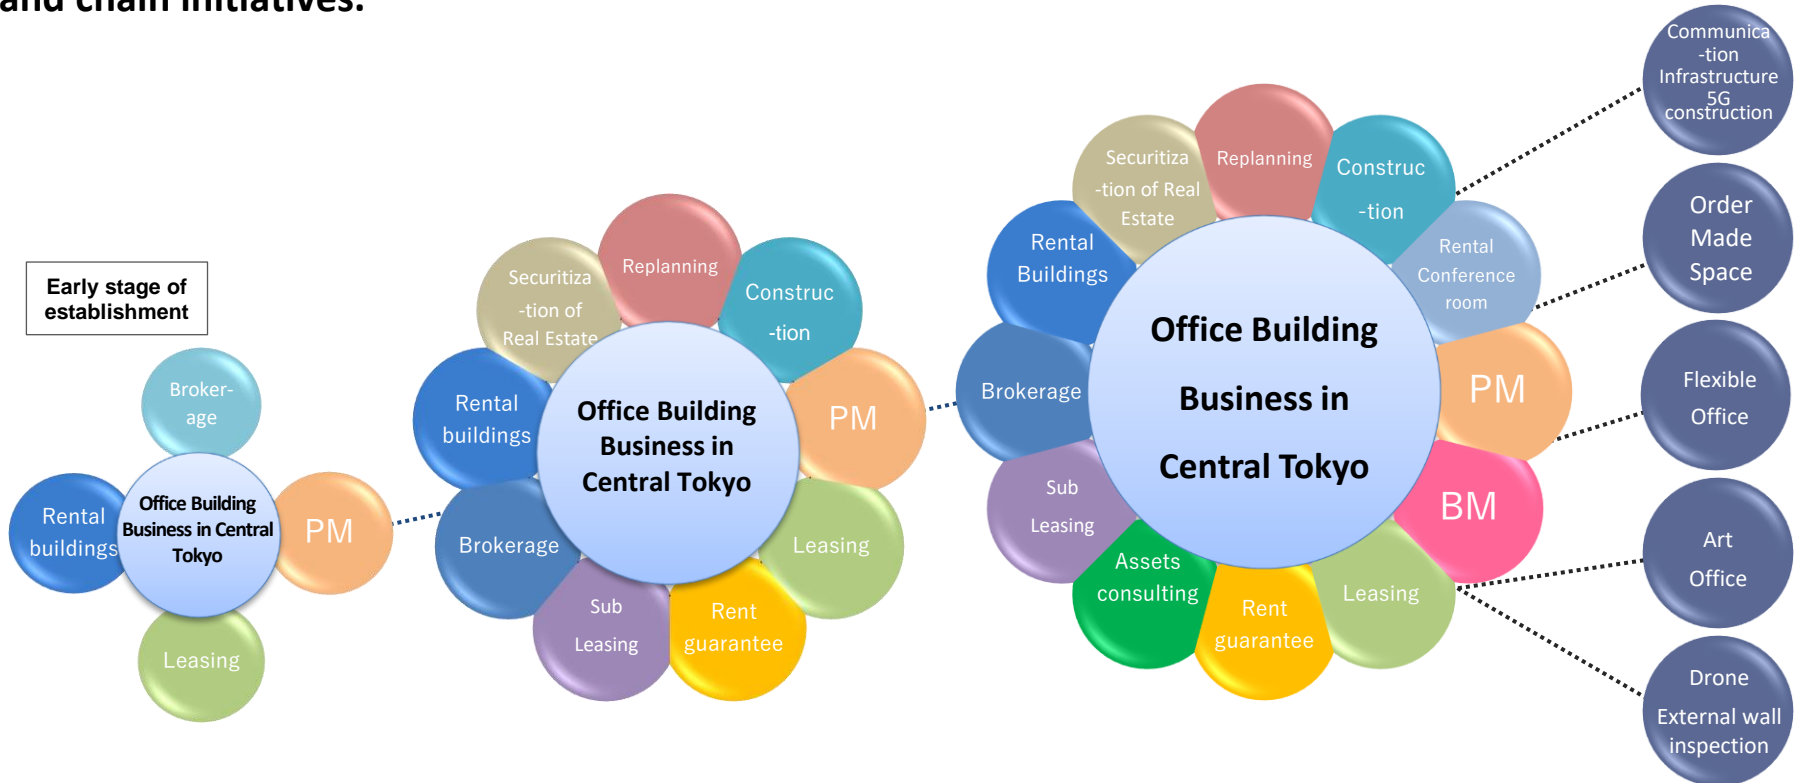 and chain initiatives.
Early stage of
establishment
Broker-
age
Rental
buildings
Office Building
Business in Central
Tokyo
PM
Leasing
Replanning
Securitiza
-tion of
Real Estate
Construc
-tion
Rental
buildings
Office Building
Business in
Central Tokyo
PM
Brokerage
Leasing
Sub
Leasing
Rent
guarantee
Replanning
Securitiza
-tion of Real
Estate
Construc
-tion
Rental
Buildings
Rental
Conference
room
Office Building
Business in
Central Tokyo
Brokerage
PM
Sub
Leasing
BM
Assets
consulting
Rent
guarantee
Leasing
Communica
-tion
Infrastructure
5G
construction
Order
Made
Space
Flexible
Office
Art
Office
Drone
External wall
inspection